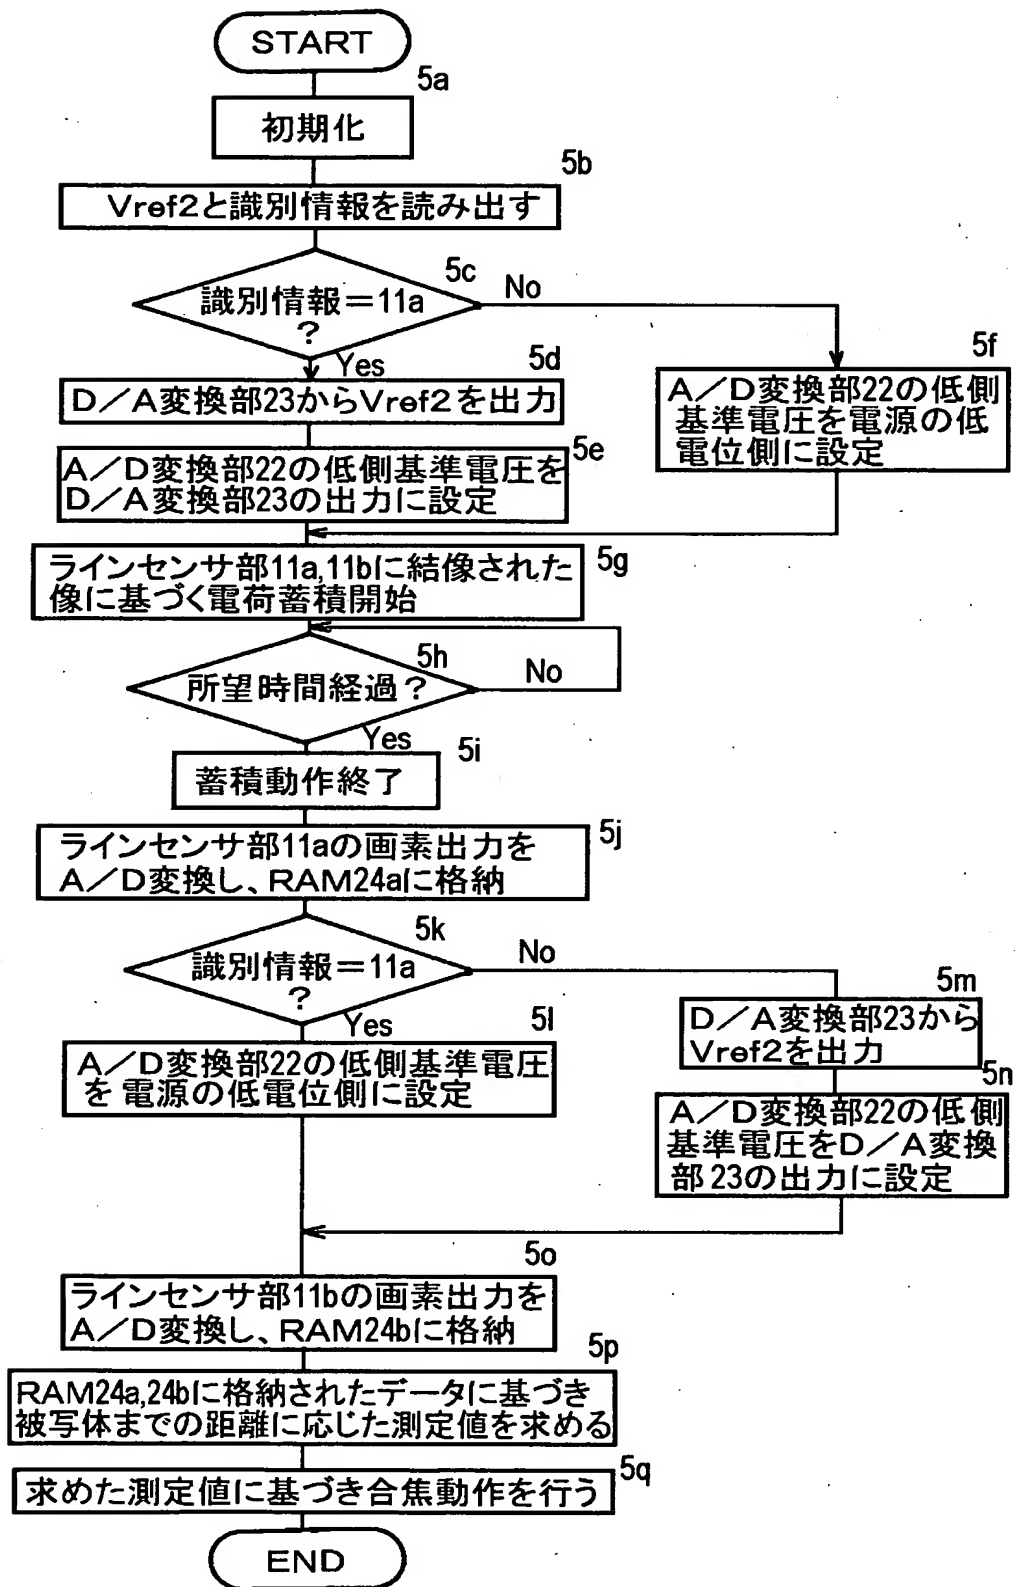 START
5a
初期化
5b
Vref2と識別情報を読み出す
5c
識別情報=11a
?
No
Yes
5d
D/A変換部23からVref2を出力
5e
A/D変換部22の低側基準電圧を
D/A変換部23の出力に設定
5f
A/D変換部22の低側
基準電圧を電源の低
電位側に設定
5g
ラインセンサ部11a,11bに結像された
像に基づく電荷蓄積開始
5h
所望時間経過?
No
Yes
5i
蓄積動作終了
5j
ラインセンサ部11aの画素出力を
A/D変換し、RAM24aに格納
5k
識別情報=11a
?
No
Yes
5l
A/D変換部22の低側基準電圧
を電源の低電位側に設定
5m
D/A変換部23から
Vref2を出力
5n
A/D変換部22の低側
基準電圧をD/A変換
部23の出力に設定
5o
ラインセンサ部11bの画素出力を
A/D変換し、RAM24bに格納
5p
RAM24a,24bに格納されたデータに基づき
被写体までの距離に応じた測定値を求める
5q
求めた測定値に基づき合焦動作を行う
END